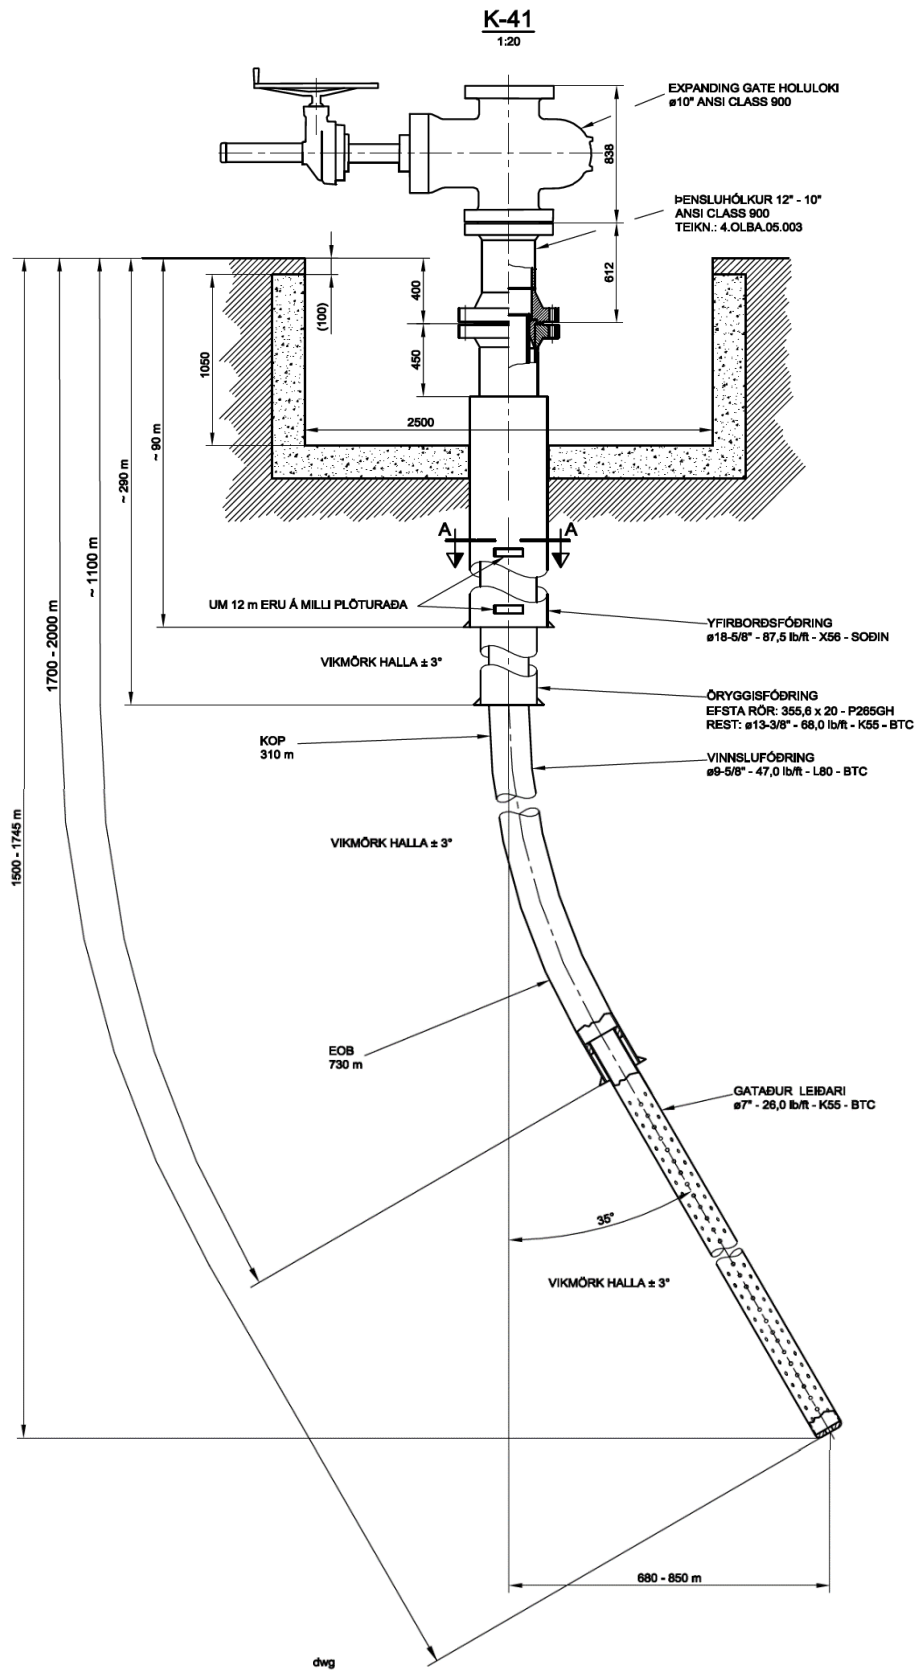 K-41
1:20
EXPANDING GATE HOLULOKI
ø10" ANSI CLASS 900
838
ÞENSLUHÓLKUR 12" - 10"
ANSI CLASS 900
TEIKN.: 4.OLBA.05.003
612
400
(100)
1050
450
2500
~ 90 m
~ 290 m
A
A
~ 1100 m
UM 12 m ERU Á MILLI PLÖTURAÐA
1700 - 2000 m
YFIRBORÐSFÓÐRING
ø18-5/8" - 87,5 lb/ft - X56 - SOÐIN
VIKMÖRK HALLA ± 3°
ÖRYGGISFÓÐRING
EFSTA RÖR: 355,6 x 20 - P265GH
REST: ø13-3/8" - 68,0 lb/ft - K55 - BTC
KOP
310 m
VINNSLUFÓÐRING
ø9-5/8" - 47,0 lb/ft - L80 - BTC
1500 - 1745 m
VIKMÖRK HALLA ± 3°
EOB
730 m
GATAÐUR LEIÐARI
ø7" - 26,0 lb/ft - K55 - BTC
35°
VIKMÖRK HALLA ± 3°
680 - 850 m
dwg